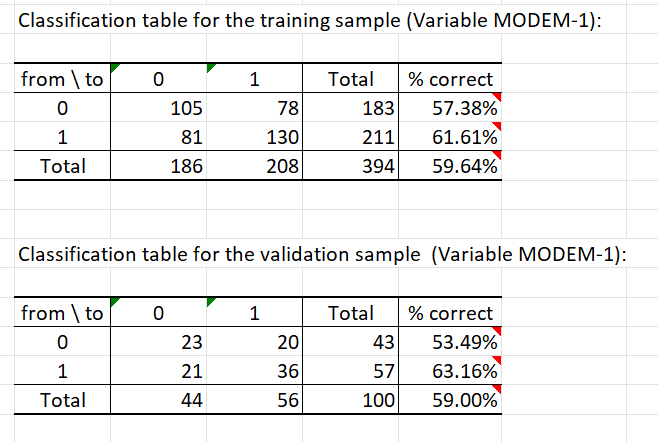 Classification table for the training sample (Variable MODEM-1):
from \ to 0 1 Total % correct
0 105 78 183 57.38%
1 81 130 211 61.61%
Total 186 208 394 59.64%
Classification table for the validation sample  (Variable MODEM-1):
from \ to 0 1 Total % correct
0 23 20 43 53.49%
1 21 36 57 63.16%
Total 44 56 100 59.00%